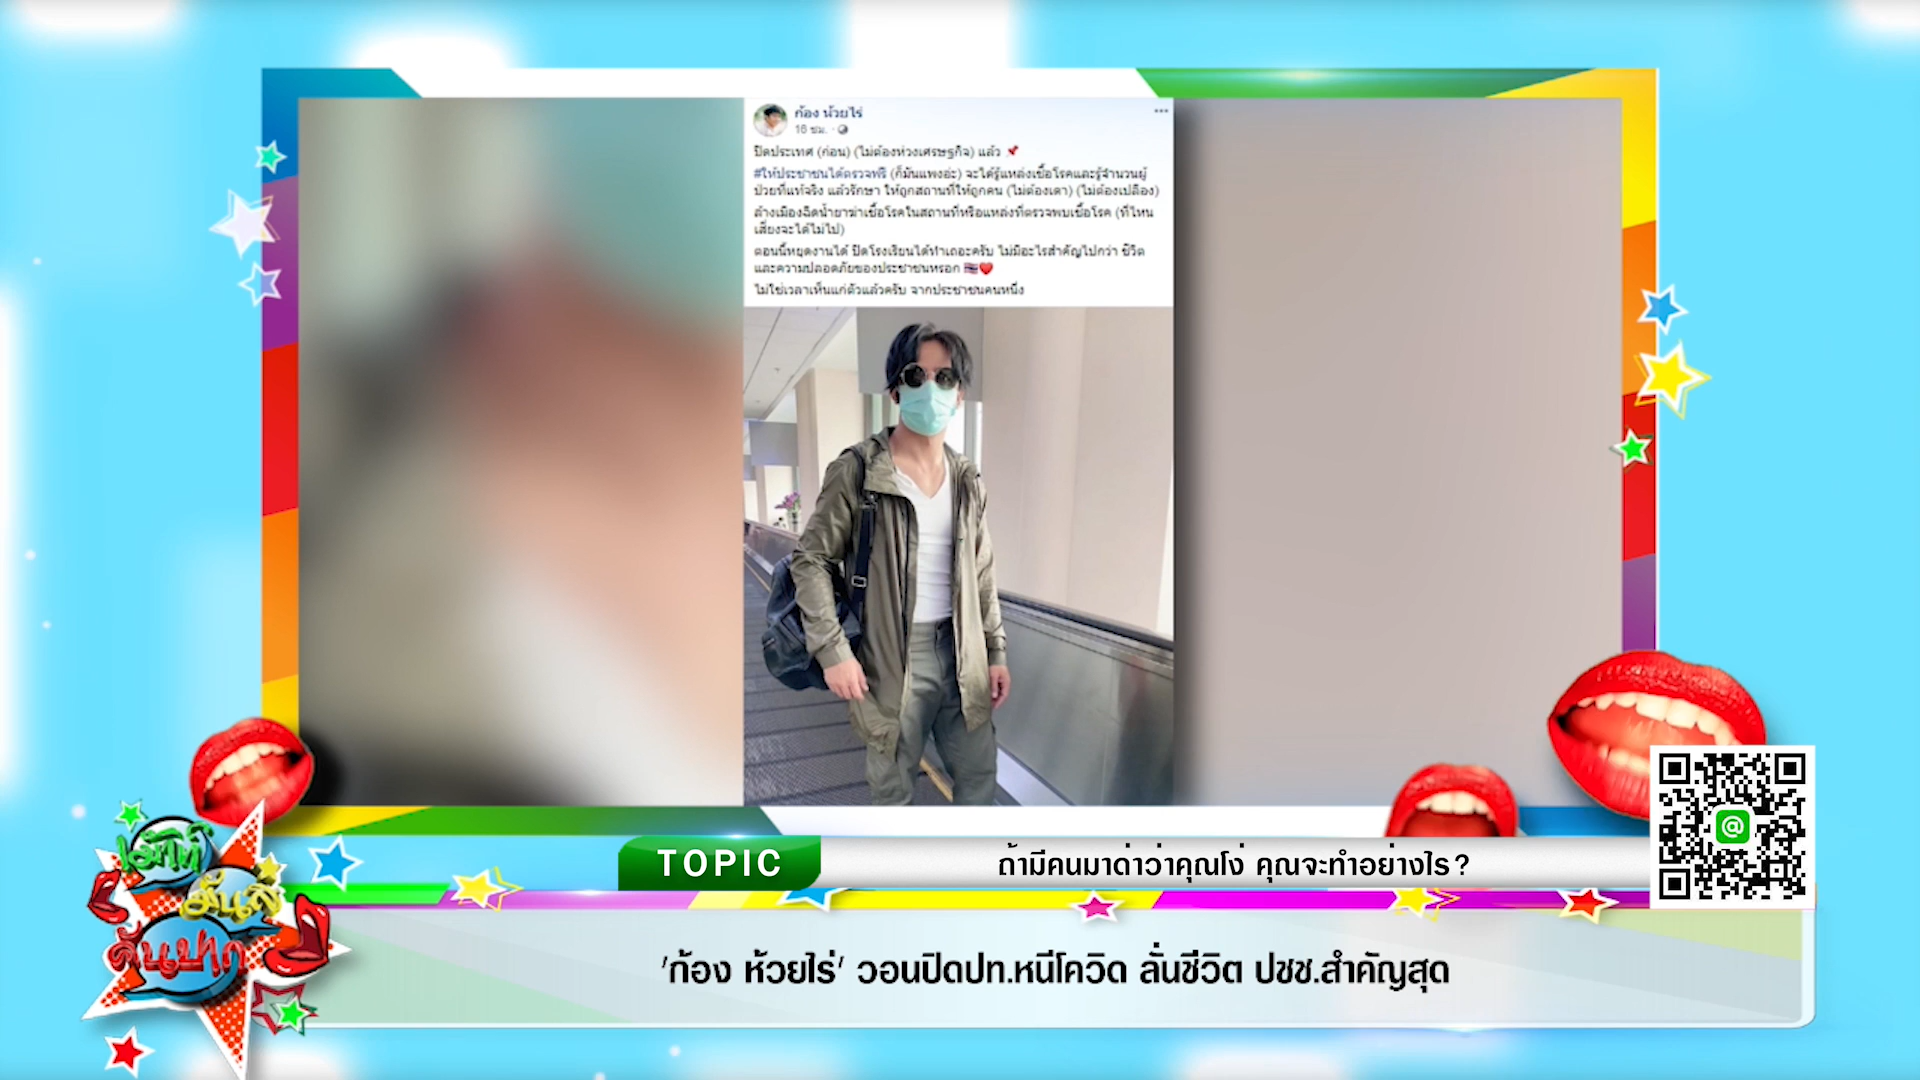 ก้อง ห้วยไร่
16 ชม.
ปิดประเทศ (ก่อน) (ไม่ต้องห่วงเศรษฐกิจ) แล้ว
#ให้ประชาชนได้ตรวจฟรี (ก็มันแพงอ่ะ) จะได้รู้แหล่งเชื้อโรคและรู้จำนวนผู้
ป่วยที่แท้จริง แล้วรักษา ให้ถูกสถานที่ให้ถูกคน (ไม่ต้องเดา) (ไม่ต้องเปลือง)
ล้างเมืองฉีดน้ำยาฆ่าเชื้อโรคในสถานที่หรือแหล่งที่ตรวจพบเชื้อโรค (ที่ไหน
เสี่ยงจะได้ไม่ไป)
ตอนนี้หยุดงานได้ ปิดโรงเรียนได้ทำเถอะครับ ไม่มีอะไรสำคัญไปกว่า ชีวิต
และความปลอดภัยของประชาชนหรอก
ไม่ใช่เวลาเห็นแก่ตัวแล้วครับ จากประชาชนคนหนึ่ง
TOPIC
ถ้ามีคนมาด่าว่าคุณโง่ คุณจะทำอย่างไร?
เม้าท์
มันส์
คันปาก
'ก้อง ห้วยไร่' วอนปิดปท.หนีโควิด ลั่นชีวิต ปชช.สำคัญสุด